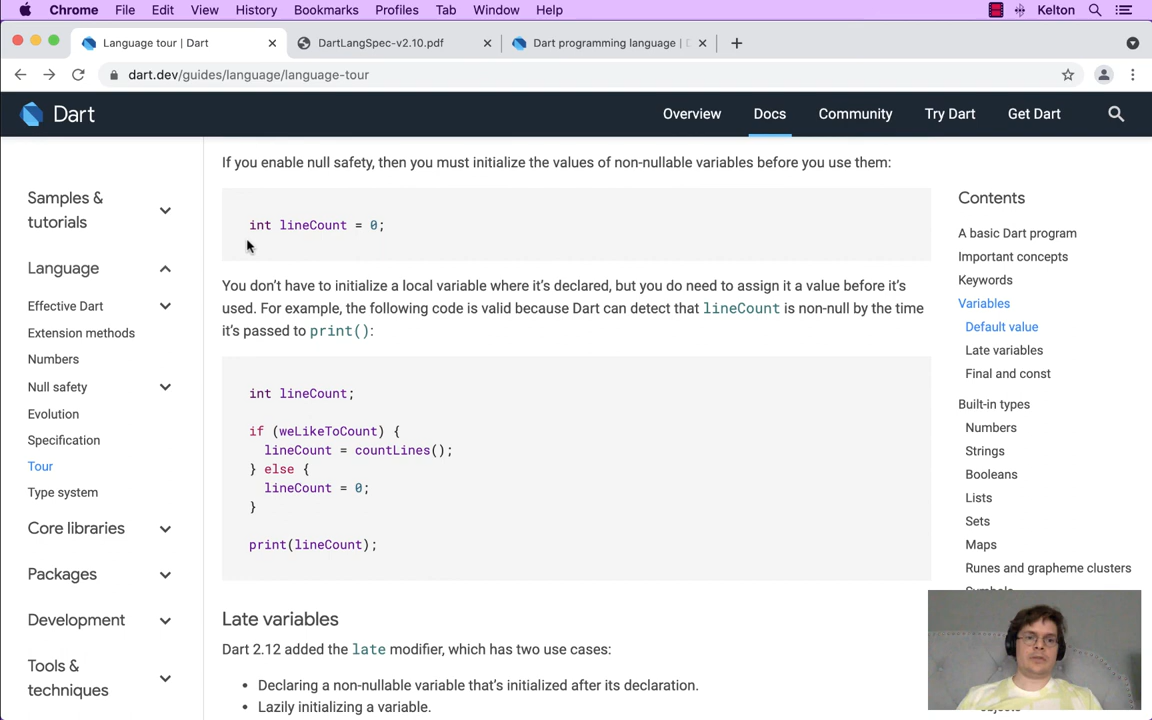 Chrome File Edit View History Bookmarks Profiles Tab Window Help Kelton
Language tour | Dart
DartLangSpec-v2.10.pdf
Dart programming language |
dart.dev/guides/language/language-tour
Dart
Overview Docs Community Try Dart Get Dart
Samples &
tutorials
Language
Effective Dart
Extension methods
Numbers
Null safety
Evolution
Specification
Tour
Type system
Core libraries
Packages
Development
Tools &
techniques
If you enable null safety, then you must initialize the values of non-nullable variables before you use them:
int lineCount = 0;
You don’t have to initialize a local variable where it’s declared, but you do need to assign it a value before it’s
used. For example, the following code is valid because Dart can detect that lineCount is non-null by the time
it’s passed to print():
int lineCount;
if (weLikeToCount) {
lineCount = countLines();
} else {
lineCount = 0;
}
print(lineCount);
Late variables
Dart 2.12 added the late modifier, which has two use cases:
• Declaring a non-nullable variable that’s initialized after its declaration.
• Lazily initializing a variable.
Contents
A basic Dart program
Important concepts
Keywords
Variables
Default value
Late variables
Final and const
Built-in types
Numbers
Strings
Booleans
Lists
Sets
Maps
Runes and grapheme clusters